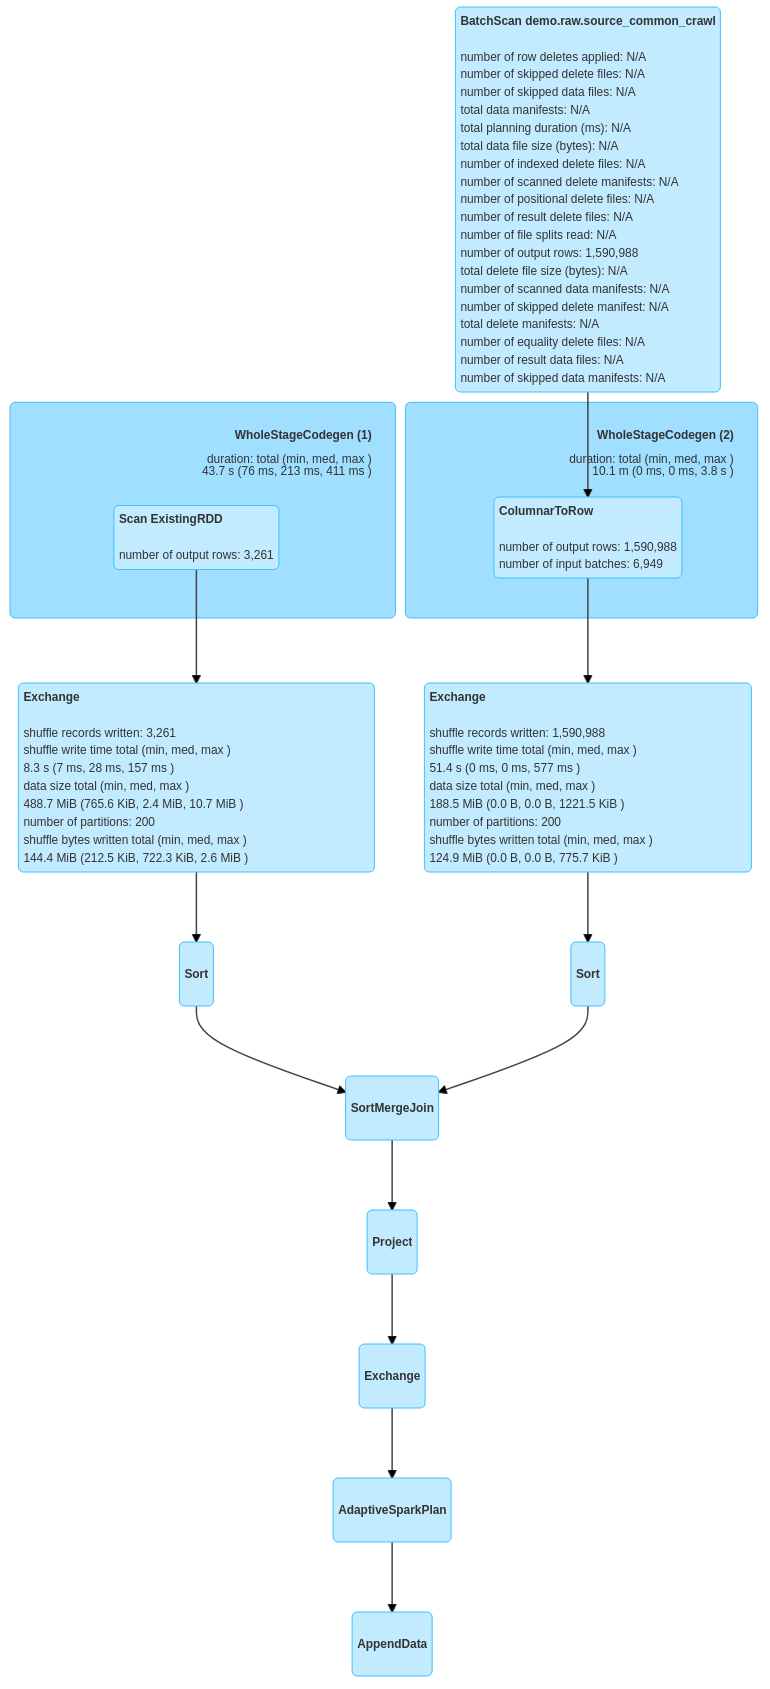 BatchScan demo.raw.source_common_crawl
number of row deletes applied: N/A
number of skipped delete files: N/A
number of skipped data files: N/A
total data manifests: N/A
total planning duration (ms): N/A
total data file size (bytes): N/A
number of indexed delete files: N/A
number of scanned delete manifests: N/A
number of positional delete files: N/A
number of result delete files: N/A
number of file splits read: N/A
number of output rows: 1,590,988
total delete file size (bytes): N/A
number of scanned data manifests: N/A
number of skipped delete manifest: N/A
total delete manifests: N/A
number of equality delete files: N/A
number of result data files: N/A
number of skipped data manifests: N/A
WholeStageCodegen (1)
duration: total (min, med, max )
43.7 s (76 ms, 213 ms, 411 ms )
Scan ExistingRDD
number of output rows: 3,261
WholeStageCodegen (2)
duration: total (min, med, max )
10.1 m (0 ms, 0 ms, 3.8 s )
ColumnarToRow
number of output rows: 1,590,988
number of input batches: 6,949
Exchange
shuffle records written: 3,261
shuffle write time total (min, med, max )
8.3 s (7 ms, 28 ms, 157 ms )
data size total (min, med, max )
488.7 MiB (765.6 KiB, 2.4 MiB, 10.7 MiB )
number of partitions: 200
shuffle bytes written total (min, med, max )
144.4 MiB (212.5 KiB, 722.3 KiB, 2.6 MiB )
Exchange
shuffle records written: 1,590,988
shuffle write time total (min, med, max )
51.4 s (0 ms, 0 ms, 577 ms )
data size total (min, med, max )
188.5 MiB (0.0 B, 0.0 B, 1221.5 KiB )
number of partitions: 200
shuffle bytes written total (min, med, max )
124.9 MiB (0.0 B, 0.0 B, 775.7 KiB )
Sort
Sort
SortMergeJoin
Project
Exchange
AdaptiveSparkPlan
AppendData